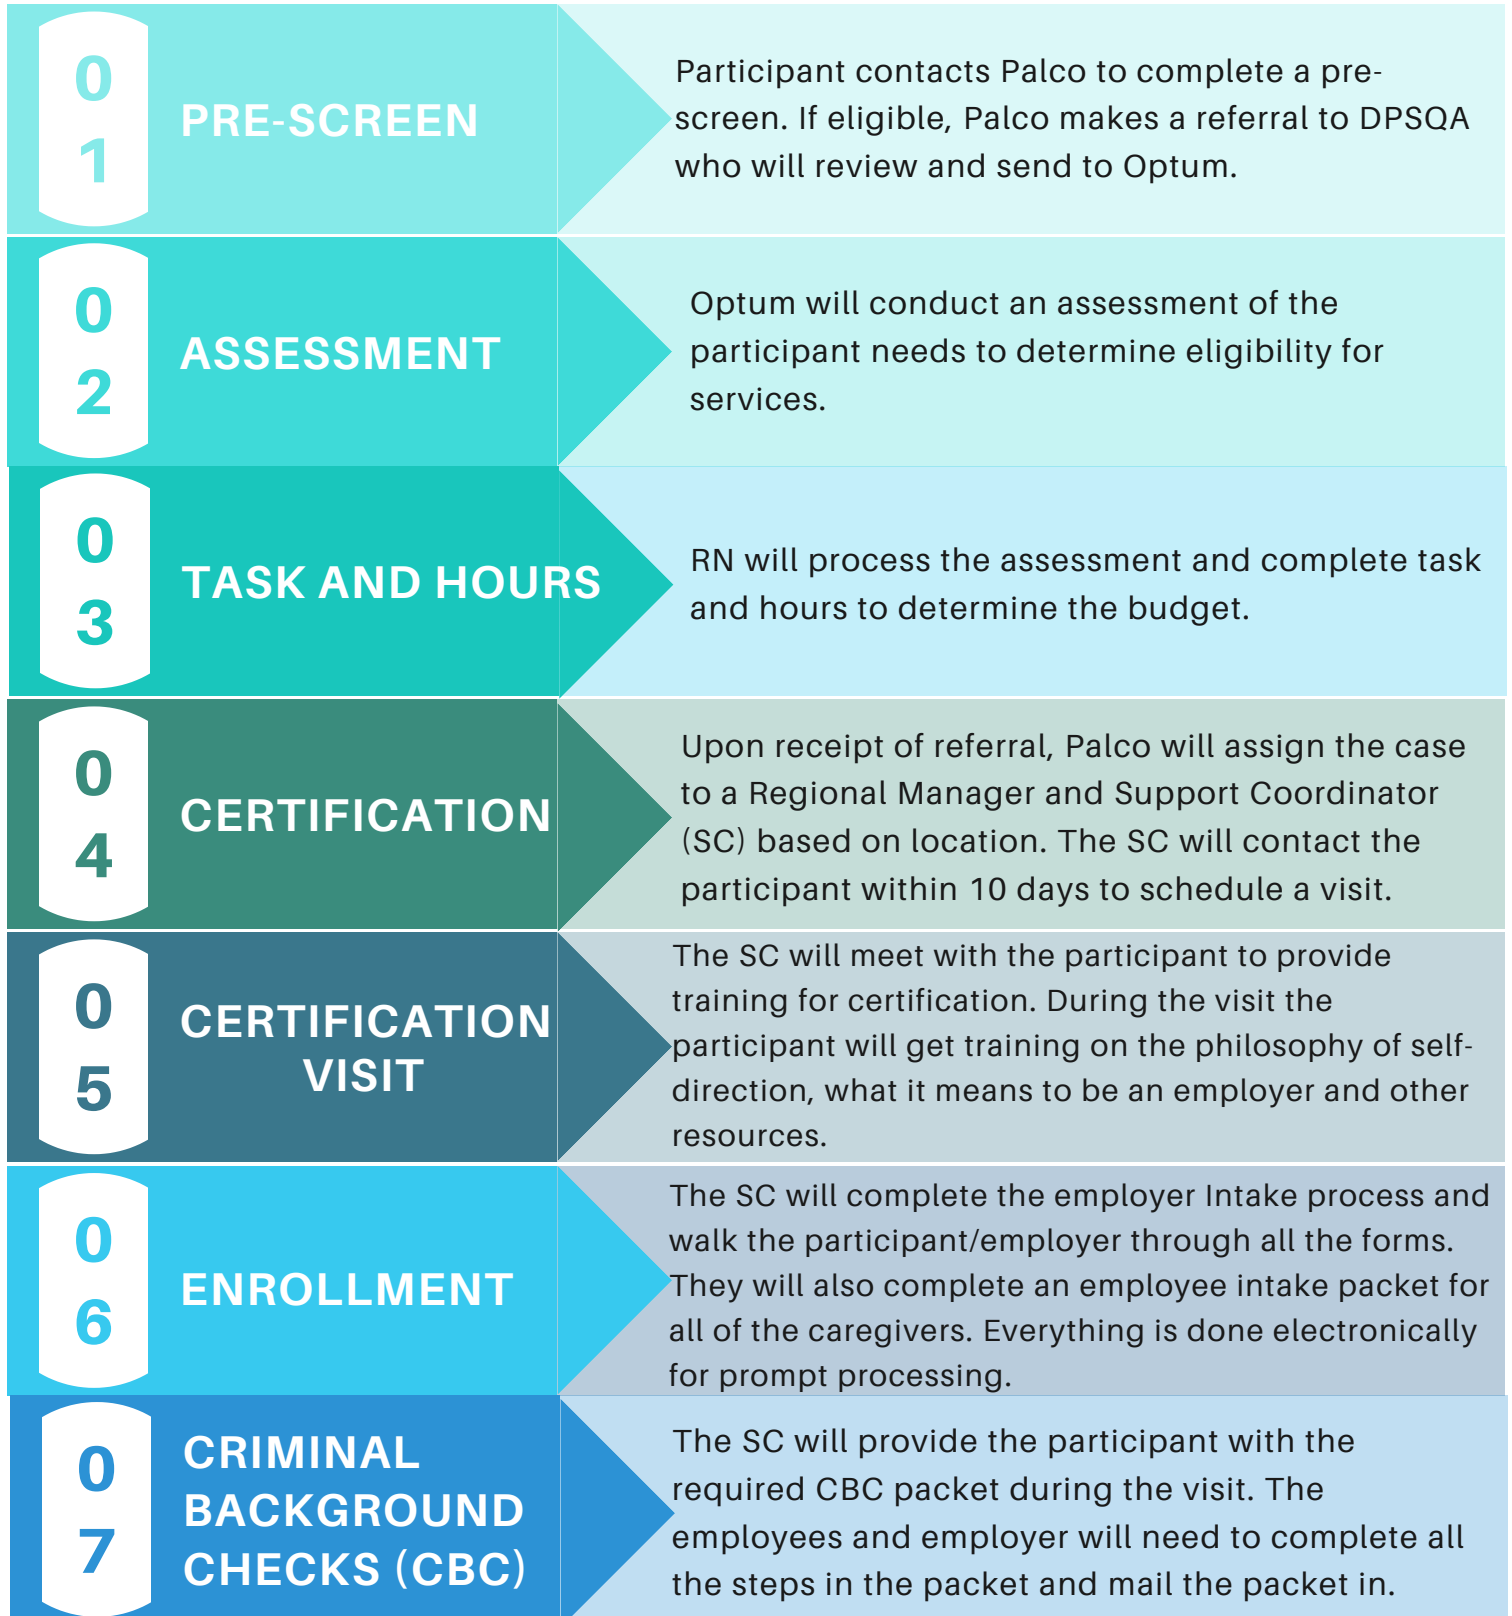 0
1
PRE-SCREEN
Participant contacts Palco to complete a pre-
screen. If eligible, Palco makes a referral to DPSQA
who will review and send to Optum.
0
2
ASSESSMENT
Optum will conduct an assessment of the
participant needs to determine eligibility for
services.
0
3
TASK AND HOURS
RN will process the assessment and complete task
and hours to determine the budget.
0
4
CERTIFICATION
Upon receipt of referral, Palco will assign the case
to a Regional Manager and Support Coordinator
(SC) based on location. The SC will contact the
participant within 10 days to schedule a visit.
0
5
CERTIFICATION
VISIT
The SC will meet with the participant to provide
training for certification. During the visit the
participant will get training on the philosophy of self-
direction, what it means to be an employer and other
resources.
0
6
ENROLLMENT
The SC will complete the employer Intake process and
walk the participant/employer through all the forms.
They will also complete an employee intake packet for
all of the caregivers. Everything is done electronically
for prompt processing.
0
7
CRIMINAL
BACKGROUND
CHECKS (CBC)
The SC will provide the participant with the
required CBC packet during the visit. The
employees and employer will need to complete all
the steps in the packet and mail the packet in.